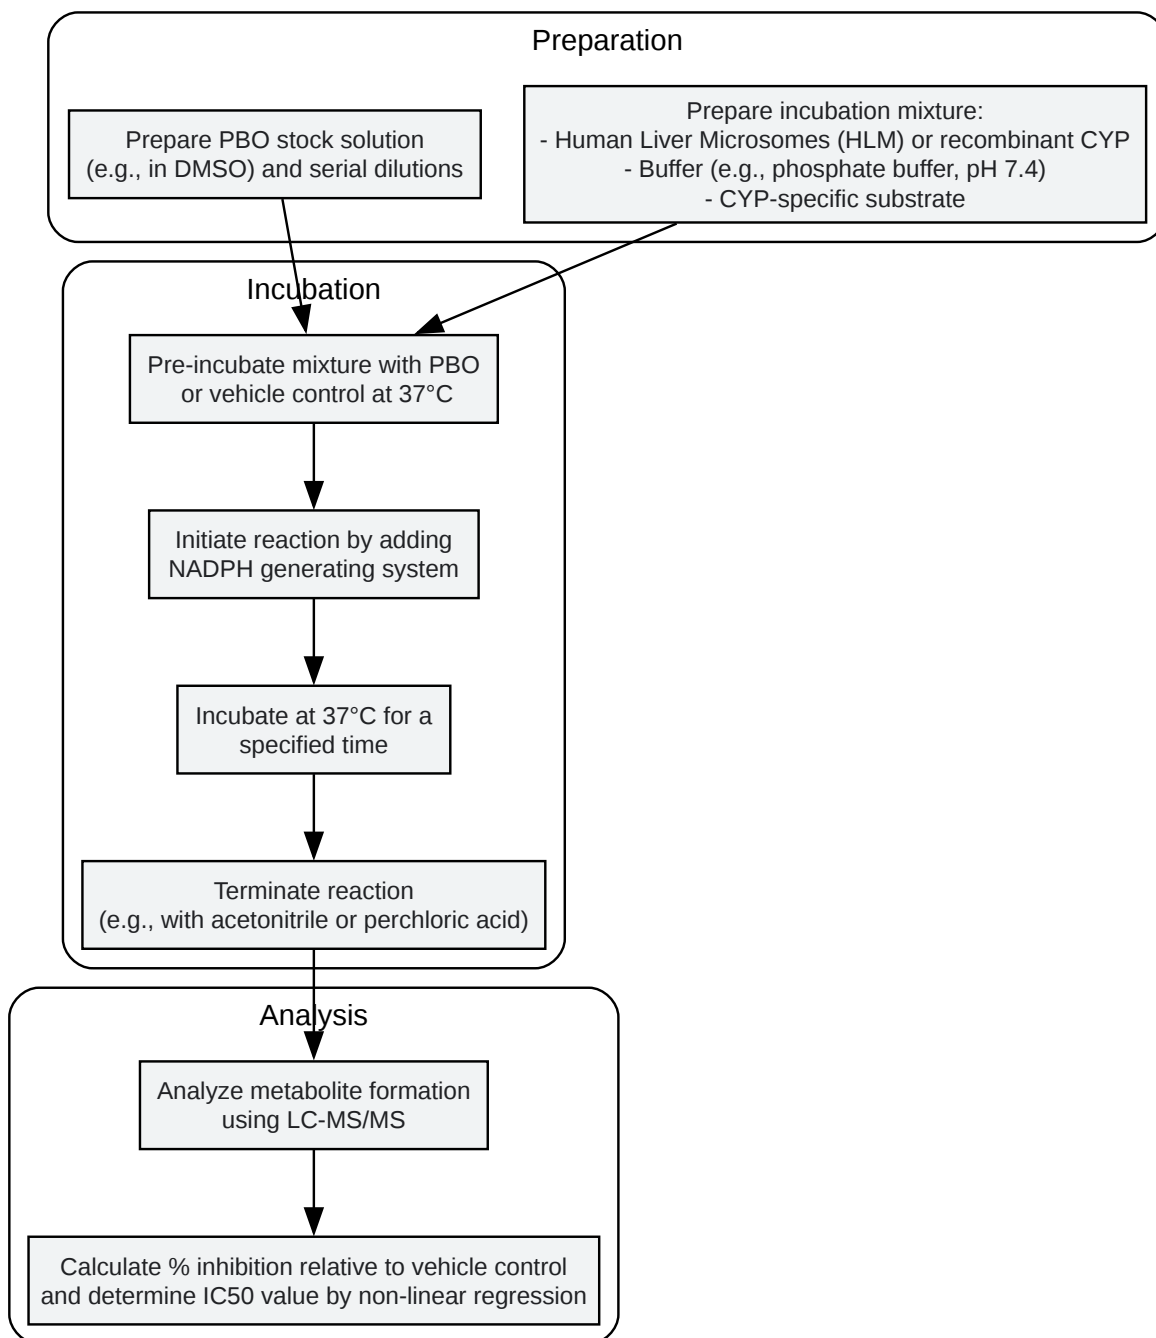 Preparation
Prepare PBO stock solution
(e.g., in DMSO) and serial dilutions
Prepare incubation mixture:
- Human Liver Microsomes (HLM) or recombinant CYP
- Buffer (e.g., phosphate buffer, pH 7.4)
- CYP-specific substrate
Incubation
Pre-incubate mixture with PBO
or vehicle control at 37°C
Initiate reaction by adding
NADPH generating system
Incubate at 37°C for a
specified time
Terminate reaction
(e.g., with acetonitrile or perchloric acid)
Analysis
Analyze metabolite formation
using LC-MS/MS
Calculate % inhibition relative to vehicle control
and determine IC50 value by non-linear regression